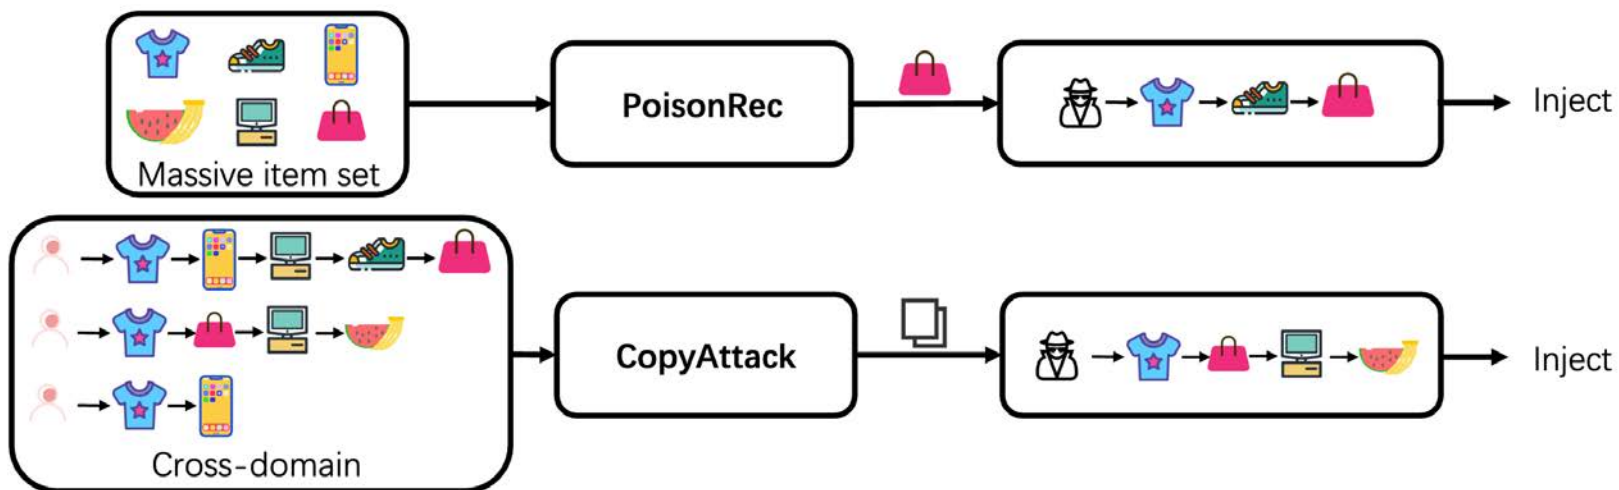 Massive item set
PoisonRec
Inject
Cross-domain
CopyAttack
Inject